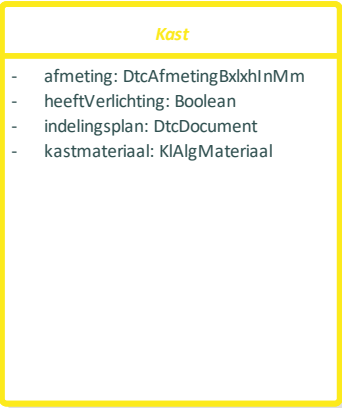 Kast
- afmeting: DtcAfmetingBxlxhInMm
- heeftVerlichting: Boolean
- indelingsplan: DtcDocument
- kastmateriaal: KlAlgMateriaal